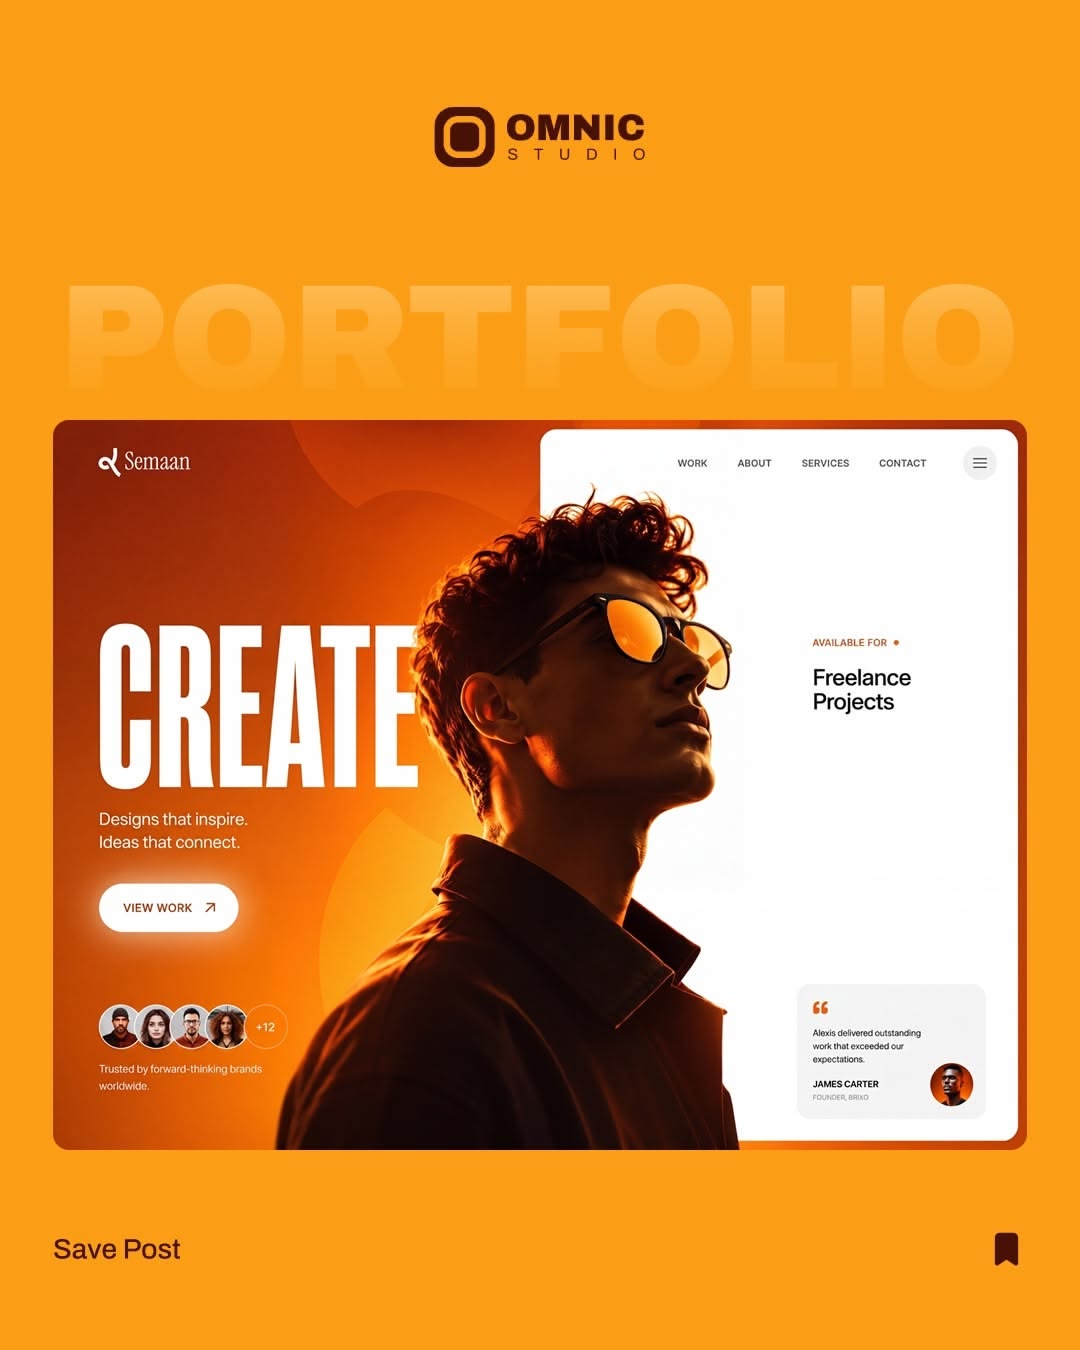 OMNIC
STUDIO
PORTFOLIO
Semaan
WORK ABOUT SERVICES CONTACT
CREATE
Designs that inspire.
Ideas that connect.
VIEW WORK
+12
Trusted by forward-thinking brands
worldwide.
AVAILABLE FOR
Freelance
Projects
“
Alexis delivered outstanding
work that exceeded our
expectations.
JAMES CARTER
FOUNDER, BRIXO
Save Post